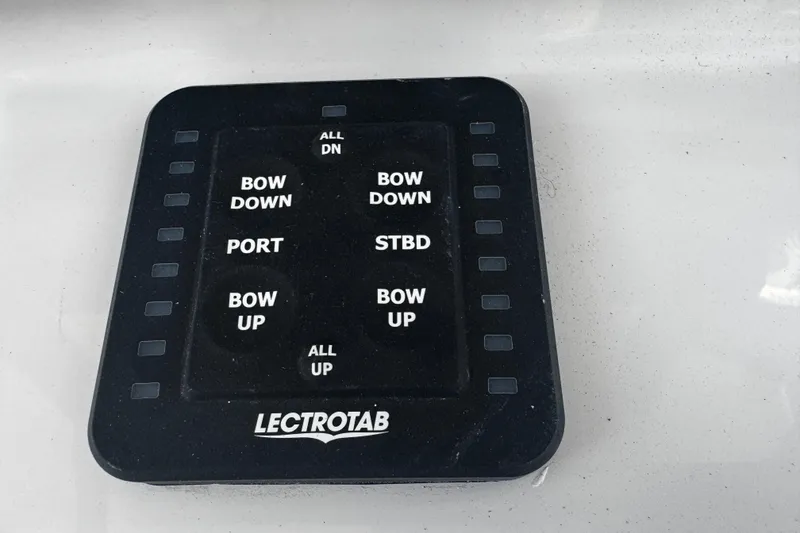 ALL
DN
BOW
DOWN
BOW
DOWN
PORT
STBD
BOW
UP
BOW
UP
ALL
UP
LECTROTAB